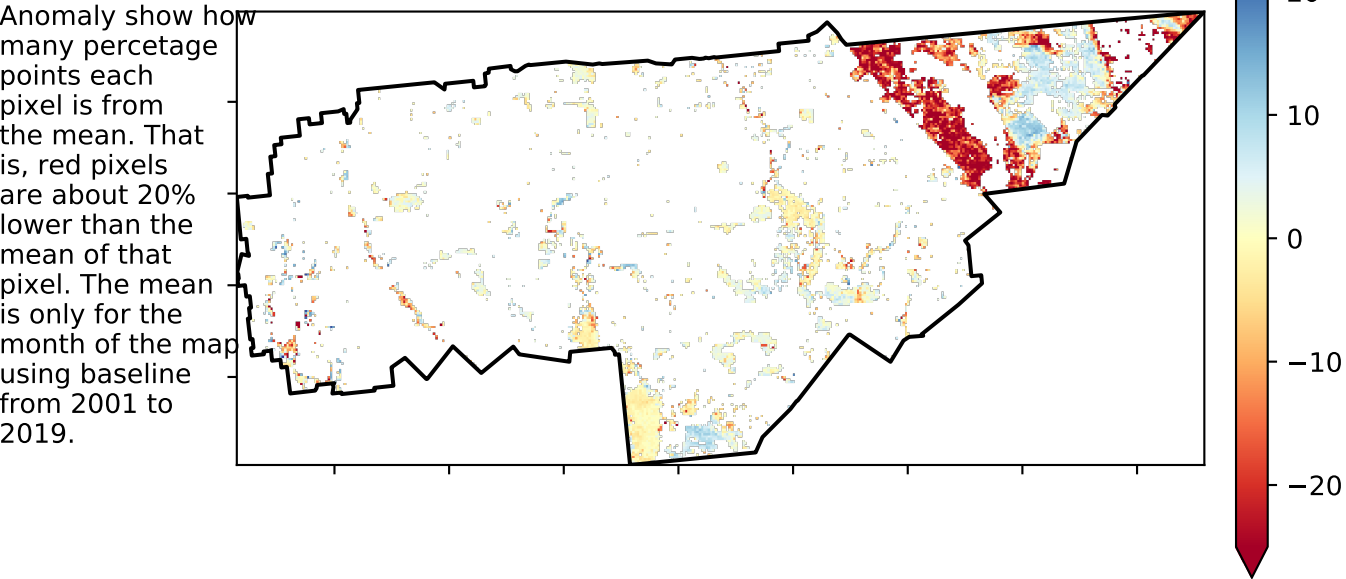 Anomaly show how
many percetage
points each
pixel is from
the mean. That
is, red pixels
are about 20%
lower than the
mean of that
pixel. The mean
is only for the
month of the map
using baseline
from 2001 to
2019.
10
0
−10
−20